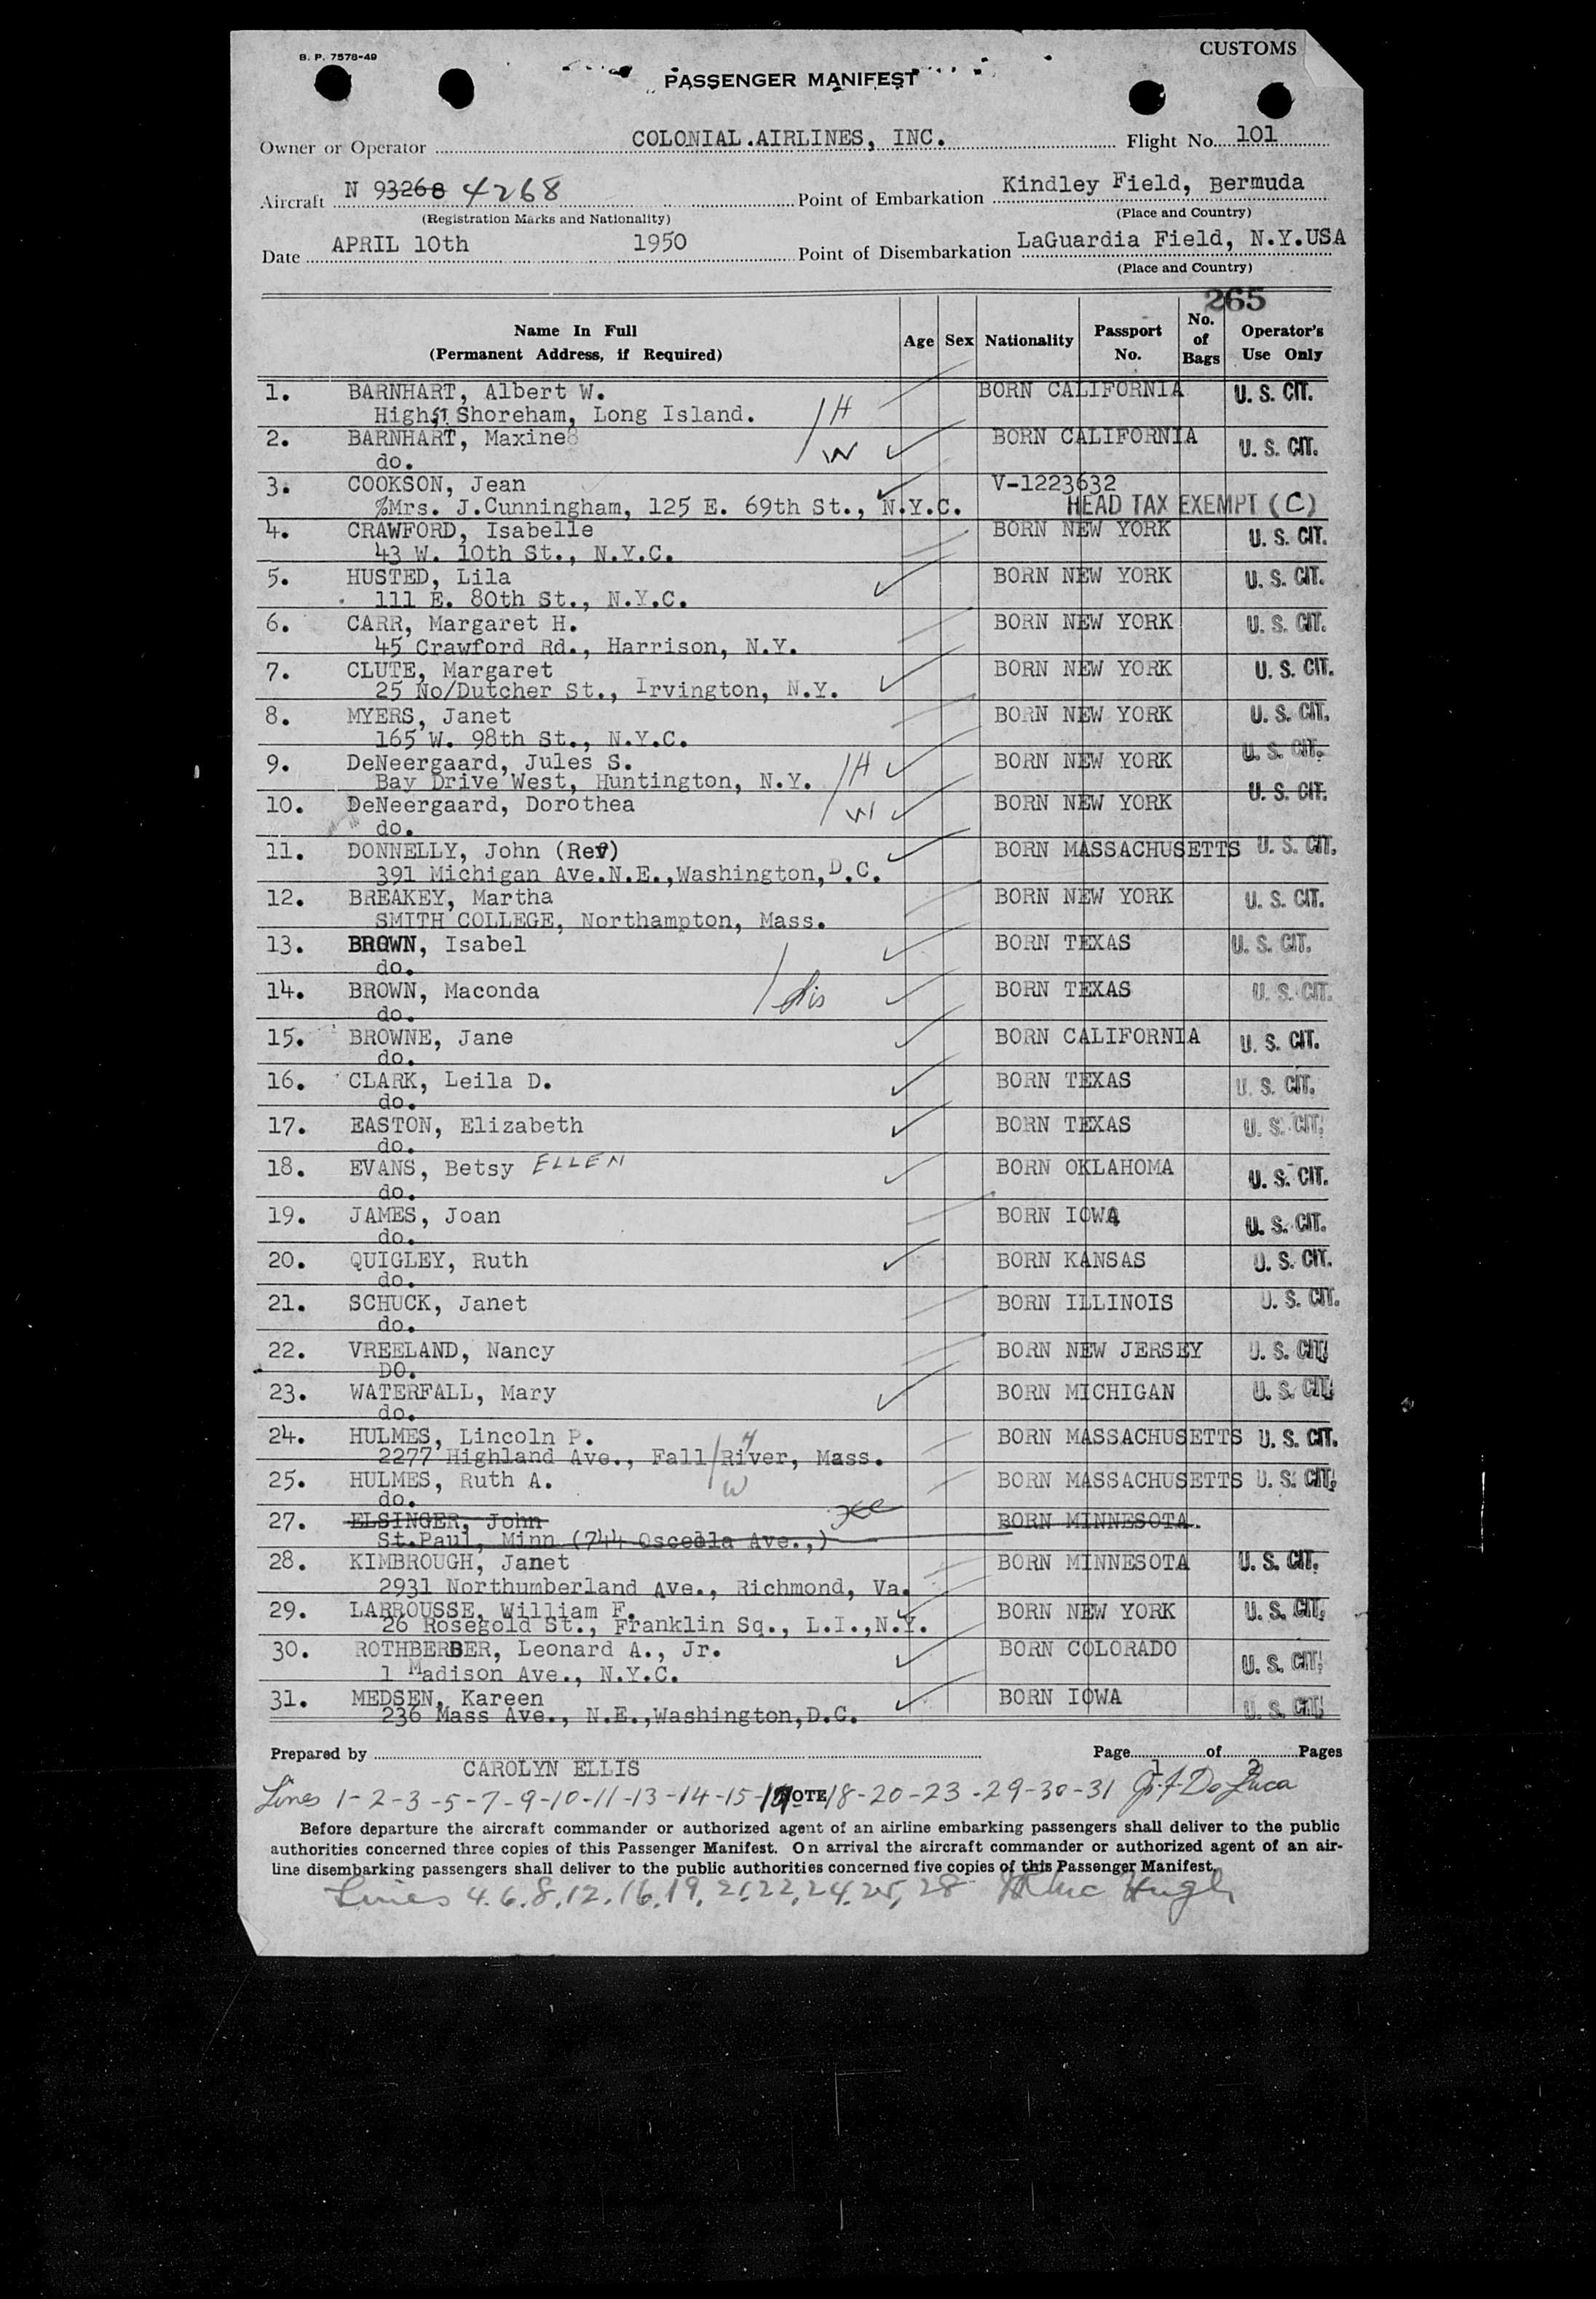 B. P. 7578-49
CUSTOMS
PASSENGER MANIFEST
Owner or Operator COLONIAL.AIRLINES, INC. Flight No. 101
Aircraft N 93268 4268 Point of Embarkation Kindley Field, Bermuda
(Registration Marks and Nationality) (Place and Country)
Date APRIL 10th 1950 Point of Disembarkation LaGuardia Field, N.Y.USA
(Place and Country)
265
Name In Full (Permanent Address, if Required) Age Sex Nationality Passport No. No. of Bags Operator's Use Only
1. BARNHART, Albert W. BORN CALIFORNIA U. S. CIT.
High St Shoreham, Long Island. H
2. BARNHART, Maxine BORN CALIFORNIA U. S. CIT.
do. W
3. COOKSON, Jean V-1223632
%Mrs. J.Cunningham, 125 E. 69th St., N.Y.C. HEAD TAX EXEMPT (C)
4. CRAWFORD, Isabelle BORN NEW YORK U. S. CIT.
43 W. 10th St., N.Y.C.
5. HUSTED, Lila BORN NEW YORK U. S. CIT.
111 E. 80th St., N.Y.C.
6. CARR, Margaret H. BORN NEW YORK U. S. CIT.
45 Crawford Rd., Harrison, N.Y.
7. CLUTE, Margaret BORN NEW YORK U. S. CIT.
25 No/Dutcher St., Irvington, N.Y.
8. MYERS, Janet BORN NEW YORK U. S. CIT.
165 W. 98th St., N.Y.C.
9. DeNeergaard, Jules S. BORN NEW YORK U. S. CIT.
Bay Drive West, Huntington, N.Y. H
10. DeNeergaard, Dorothea BORN NEW YORK U. S. CIT.
do. W
11. DONNELLY, John (Rev) BORN MASSACHUSETTS U. S. CIT.
391 Michigan Ave.N.E.,Washington,D.C.
12. BREAKEY, Martha BORN NEW YORK U. S. CIT.
SMITH COLLEGE, Northampton, Mass.
13. BROWN, Isabel BORN TEXAS U. S. CIT.
do.
14. BROWN, Maconda sis BORN TEXAS U. S. CIT.
do.
15. BROWNE, Jane BORN CALIFORNIA U. S. CIT.
do.
16. CLARK, Leila D. BORN TEXAS U. S. CIT.
do.
17. EASTON, Elizabeth BORN TEXAS U. S. CIT.
do.
18. EVANS, Betsy ELLEN BORN OKLAHOMA U. S. CIT.
do.
19. JAMES, Joan BORN IOWA U. S. CIT.
do.
20. QUIGLEY, Ruth BORN KANSAS U. S. CIT.
do.
21. SCHUCK, Janet BORN ILLINOIS U. S. CIT.
do.
22. VREELAND, Nancy BORN NEW JERSEY U. S. CIT.
DO.
23. WATERFALL, Mary BORN MICHIGAN U. S. CIT.
do.
24. HULMES, Lincoln P. H BORN MASSACHUSETTS U. S. CIT.
2277 Highland Ave., Fall River, Mass.
25. HULMES, Ruth A. W BORN MASSACHUSETTS U. S. CIT.
do.
27. ELSINGER, John BORN MINNESOTA.
St.Paul, Minn (744 Osceola Ave.,)
28. KIMBROUGH, Janet BORN MINNESOTA U. S. CIT.
2931 Northumberland Ave., Richmond, Va.
29. LABROUSSE, William F. BORN NEW YORK U. S. CIT.
26 Rosegold St., Franklin Sq., L.I.,N.Y.
30. ROTHBERBER, Leonard A., Jr. BORN COLORADO U. S. CIT.
1 Madison Ave., N.Y.C.
31. MEDSEN, Kareen BORN IOWA U. S. CIT.
236 Mass Ave., N.E.,Washington,D.C.
Prepared by CAROLYN ELLIS Page 1 of 2 Pages
Lines 1-2-3-5-7-9-10-11-13-14-15-17 NOTE 18-20-23-29-30-31 DeLuca
Before departure the aircraft commander or authorized agent of an airline embarking passengers shall deliver to the public
authorities concerned three copies of this Passenger Manifest. On arrival the aircraft commander or authorized agent of an air-
line disembarking passengers shall deliver to the public authorities concerned five copies of this Passenger Manifest.
Lines 4.6.8.12.16.19.21.22.24.25, 28 Mc Hugh